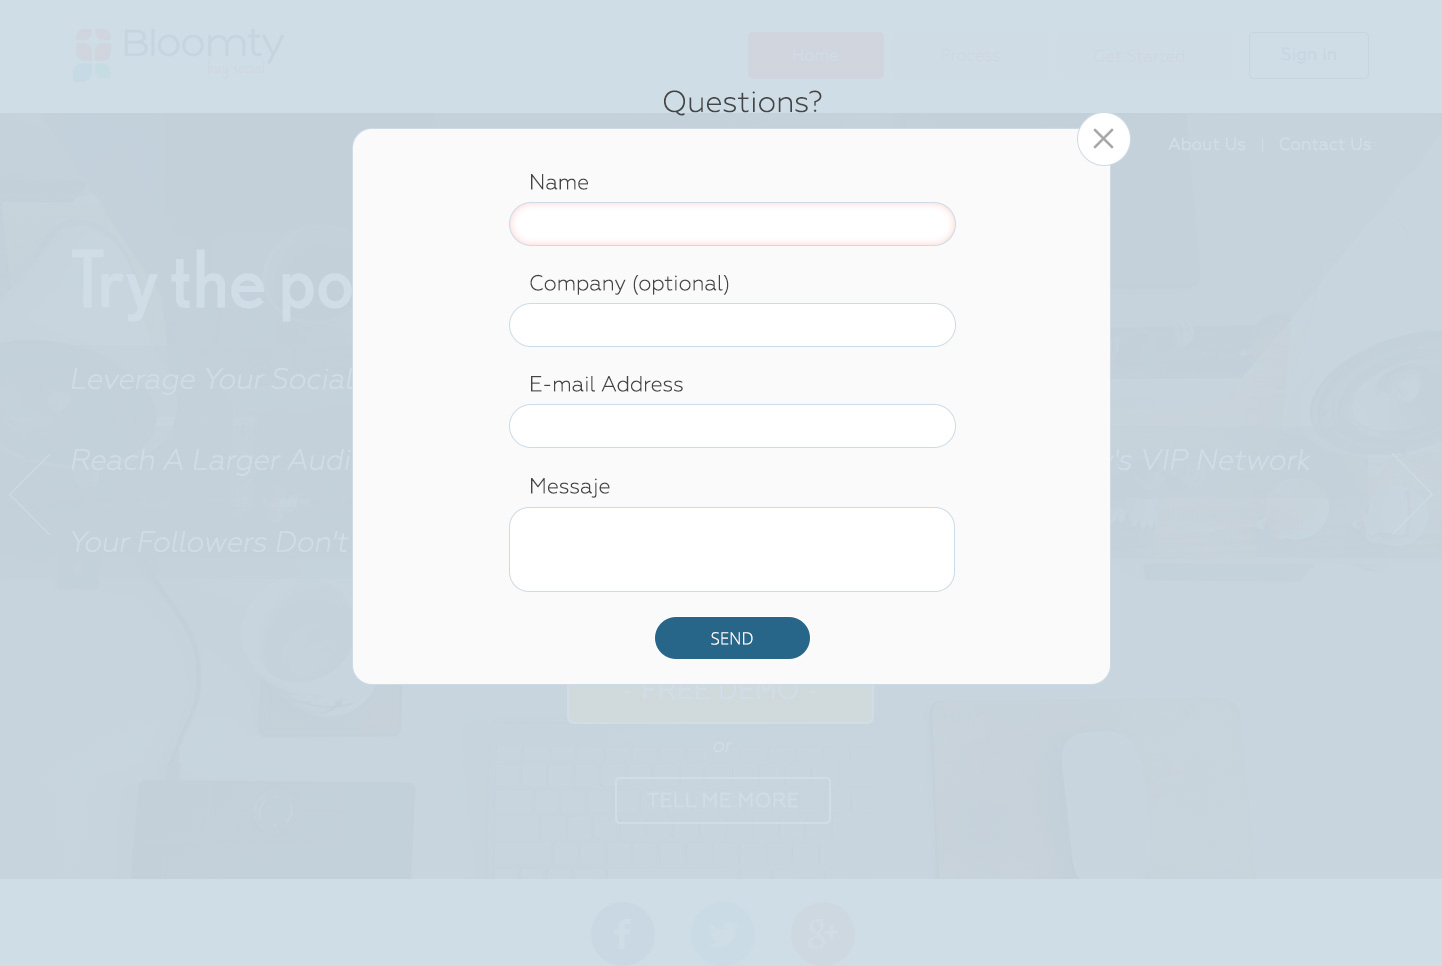 Bloomty
Home
Process
Get Started
Sign In
Questions?
About Us | Contact Us
Name
Try the po
Company (optional)
Leverage Your Social
E-mail Address
Reach A Larger Audi
r's VIP Network
Messaje
Your Followers Don't
SEND
- FREE DEMO -
or
TELL ME MORE